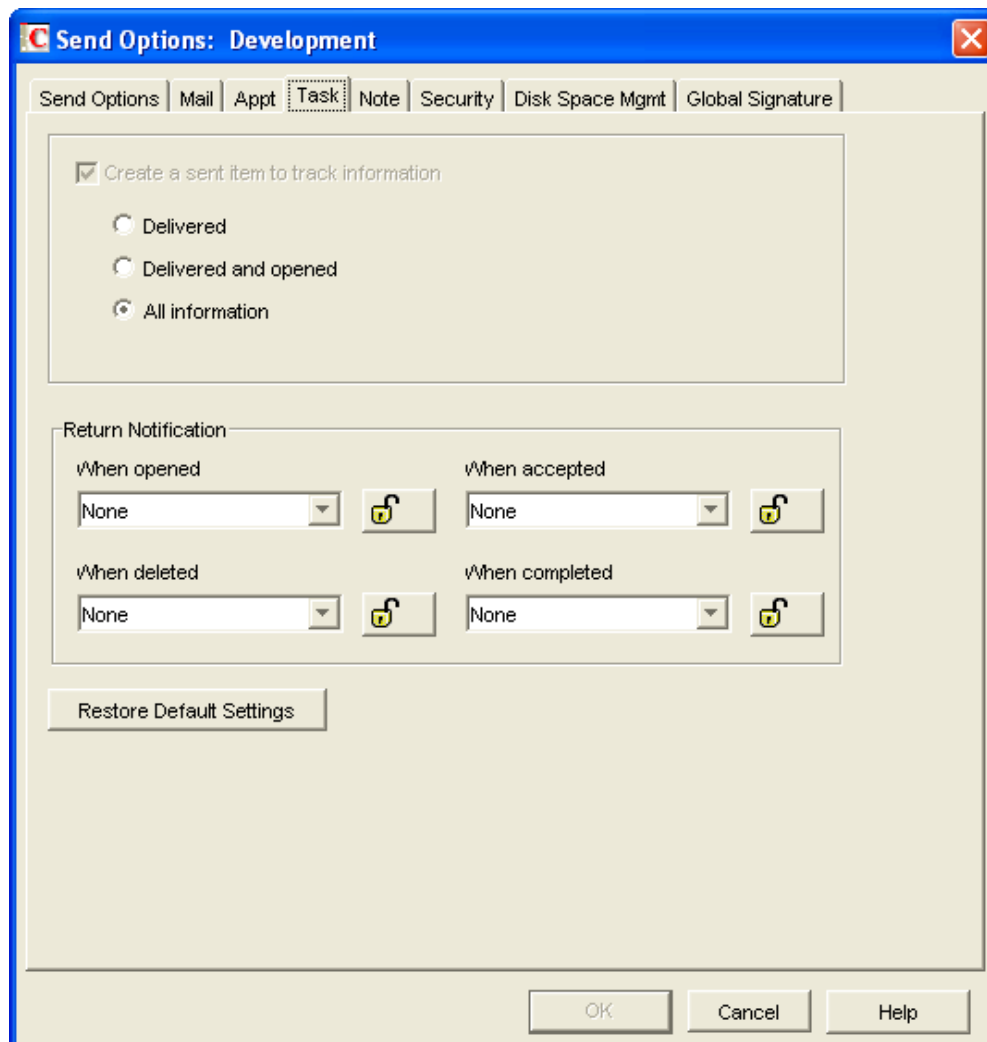 C Send Options: Development
Send Options Mail Appt Task Note Security Disk Space Mgmt Global Signature
Create a sent item to track information
Delivered
Delivered and opened
All information
Return Notification
When opened When accepted
None None
When deleted When completed
None None
Restore Default Settings
OK Cancel Help